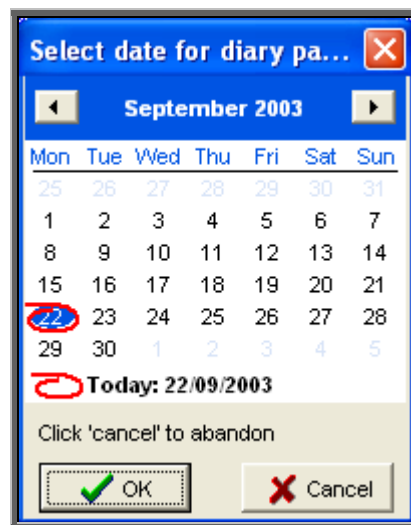 Select date for diary pa...
September 2003
Mon Tue Wed Thu Fri Sat Sun
25 26 27 28 29 30 31
1 2 3 4 5 6 7
8 9 10 11 12 13 14
15 16 17 18 19 20 21
22 23 24 25 26 27 28
29 30 1 2 3 4 5
Today: 22/09/2003
Click 'cancel' to abandon
OK Cancel